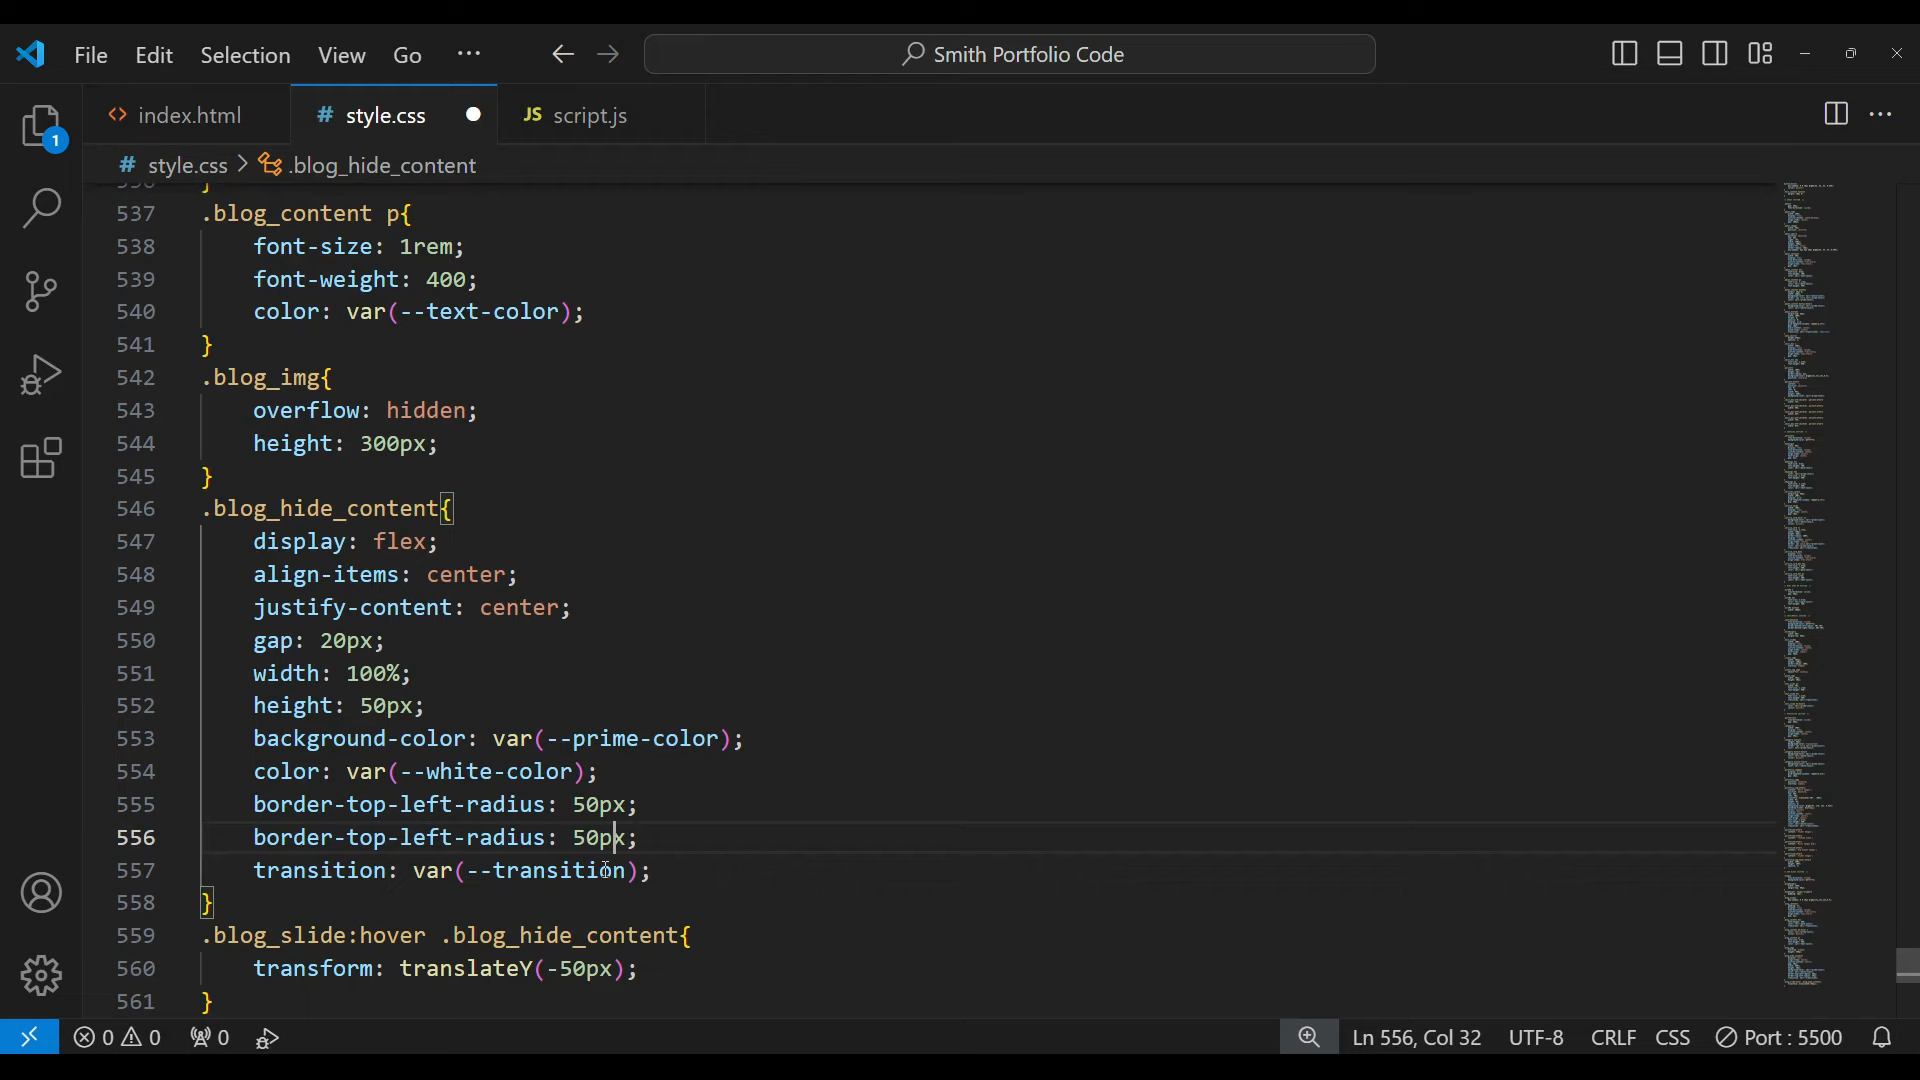 File Edit Selection View Go ··· Smith Portfolio Code
index.html # style.css JS script.js
# style.css > .blog_hide_content
1
537 .blog_content p{
538 font-size: 1rem;
539 font-weight: 400;
540 color: var(--text-color);
541 }
542 .blog_img{
543 overflow: hidden;
544 height: 300px;
545 }
546 .blog_hide_content{
547 display: flex;
548 align-items: center;
549 justify-content: center;
550 gap: 20px;
551 width: 100%;
552 height: 50px;
553 background-color: var(--prime-color);
554 color: var(--white-color);
555 border-top-left-radius: 50px;
556 border-top-left-radius: 50px;
557 transition: var(--transition);
558 }
559 .blog_slide:hover .blog_hide_content{
560 transform: translateY(-50px);
561 }
0 0 0 Ln 556, Col 32 UTF-8 CRLF CSS Port : 5500